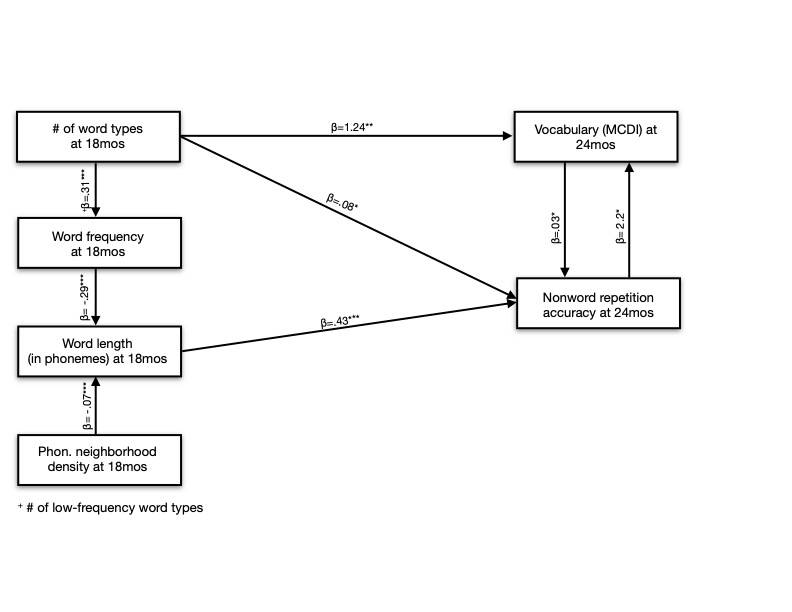 # of word types
at 18mos
β=1.24**
Vocabulary (MCDI) at
24mos
⁺β=.31***
β=.08*
β=.03*
β= 2.2*
Word frequency
at 18mos
β= -.29***
Nonword repetition
accuracy at 24mos
β=.43***
Word length
(in phonemes) at 18mos
β= -.07***
Phon. neighborhood
density at 18mos
⁺ # of low-frequency word types